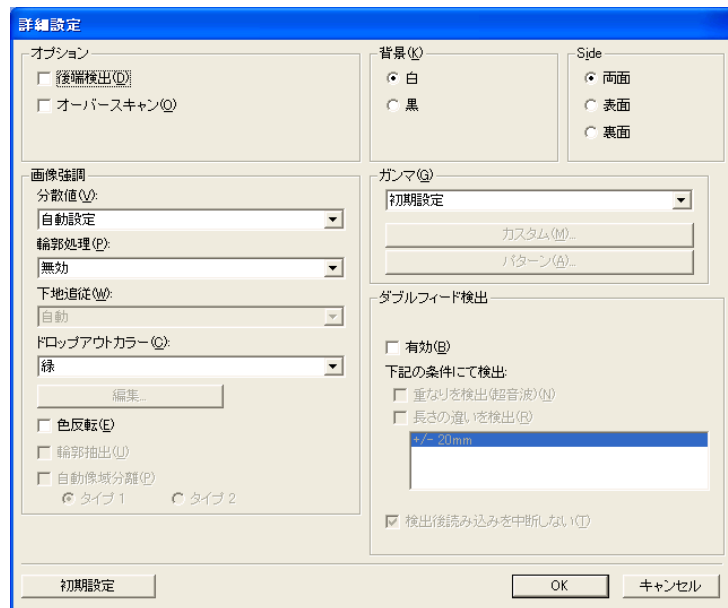 詳細設定
オプション
後端検出(D)
オーバースキャン(O)
背景(K)
白
黒
Side
両面
表面
裏面
画像強調
分散値(V):
自動設定
輪郭処理(P):
無効
下地追従(W):
自動
ドロップアウトカラー(C):
緑
編集...
色反転(E)
輪郭抽出(U)
自動像域分離(P)
タイプ 1 タイプ 2
ガンマ(G)
初期設定
カスタム(M)...
パターン(A)...
ダブルフィード検出
有効(B)
下記の条件にて検出:
重なりを検出(超音波)(N)
長さの違いを検出(R)
+/- 20mm
検出後読み込みを中断しない(T)
初期設定
OK キャンセル